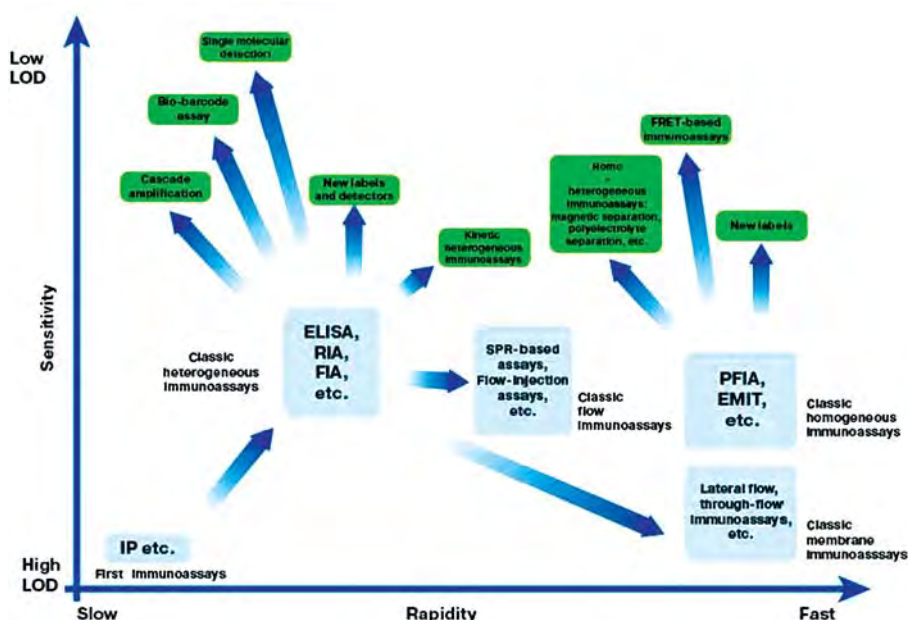 Low
LOD
Single molecular
detection
Bio-barcode
assay
Cascade
amplification
New labels
and detectors
Kinetic
heterogeneous
immunoassays
Homo
–
heterogeneous
immunoassays:
magnetic separation,
polyelectrolyte
separation, etc.
FRET-based
immunoassays
New labels
Sensitivity
Classic
heterogeneous
immunoassays
ELISA,
RIA,
FIA,
etc.
SPR-based
assays,
Flow-injection
assays,
etc.
Classic
flow
immunoassays
PFIA,
EMIT,
etc.
Classic
homogeneous
immunoassays
Lateral flow,
through-flow
immunoassays,
etc.
Classic
membrane
immunoasssays
IP etc.
First immunoassays
High
LOD
Slow
Rapidity
Fast